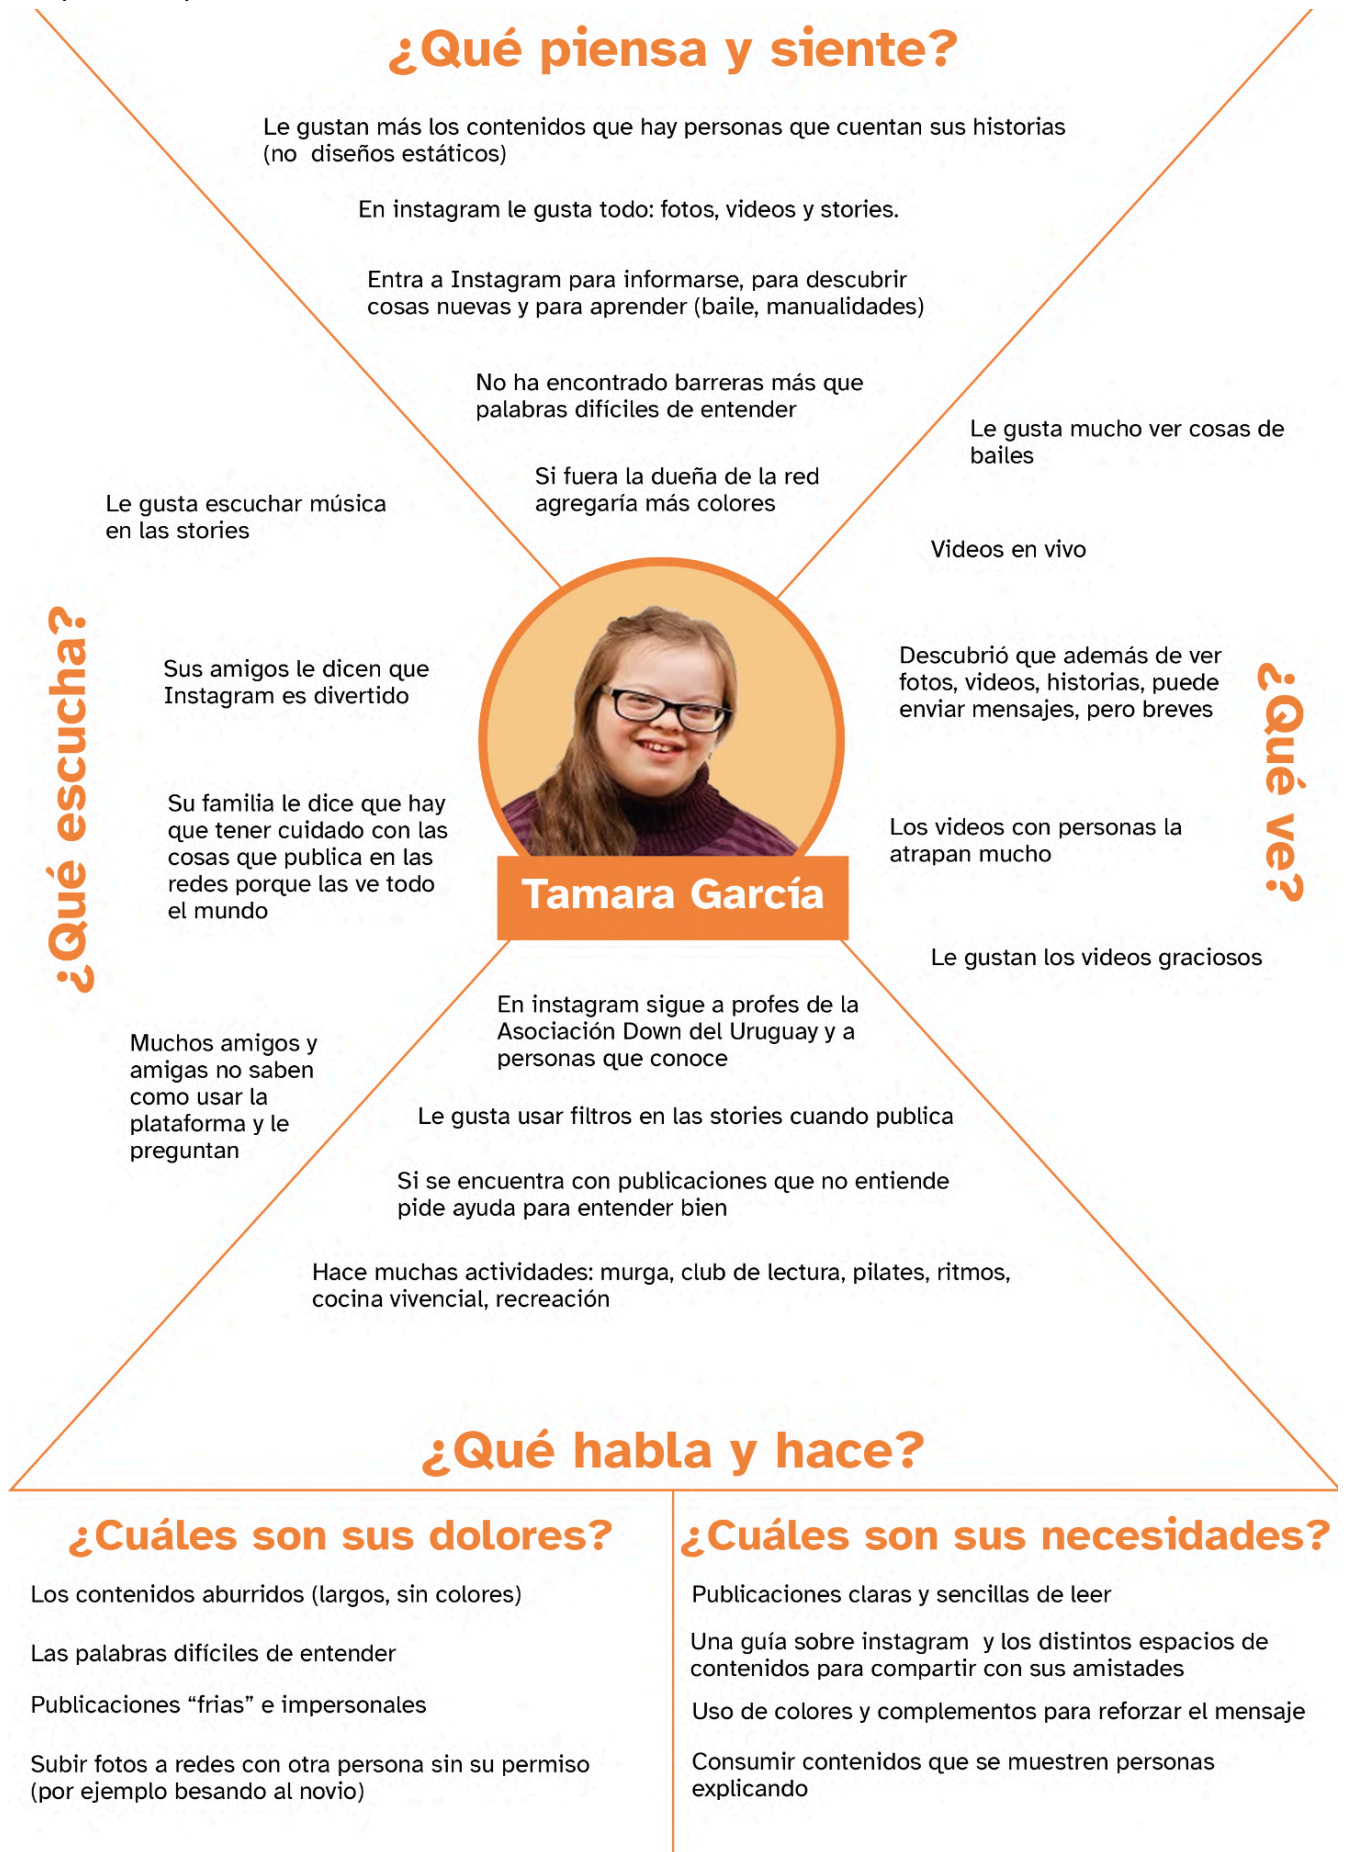 ¿Qué piensa y siente?
Le gustan más los contenidos que hay personas que cuentan sus historias
(no  diseños estáticos)
En instagram le gusta todo: fotos, videos y stories.
Entra a Instagram para informarse, para descubrir
cosas nuevas y para aprender (baile, manualidades)
No ha encontrado barreras más que
palabras difíciles de entender
Si fuera la dueña de la red
agregaría más colores
¿Qué escucha?
Le gusta escuchar música
en las stories
Sus amigos le dicen que
Instagram es divertido
Su familia le dice que hay
que tener cuidado con las
cosas que publica en las
redes porque las ve todo
el mundo
Muchos amigos y
amigas no saben
como usar la
plataforma y le
preguntan
Tamara García
¿Qué ve?
Le gusta mucho ver cosas de
bailes
Videos en vivo
Descubrió que además de ver
fotos, videos, historias, puede
enviar mensajes, pero breves
Los videos con personas la
atrapan mucho
Le gustan los videos graciosos
En instagram sigue a profes de la
Asociación Down del Uruguay y a
personas que conoce
Le gusta usar filtros en las stories cuando publica
Si se encuentra con publicaciones que no entiende
pide ayuda para entender bien
Hace muchas actividades: murga, club de lectura, pilates, ritmos,
cocina vivencial, recreación
¿Qué habla y hace?
¿Cuáles son sus dolores?
Los contenidos aburridos (largos, sin colores)
Las palabras difíciles de entender
Publicaciones “frias” e impersonales
Subir fotos a redes con otra persona sin su permiso
(por ejemplo besando al novio)
¿Cuáles son sus necesidades?
Publicaciones claras y sencillas de leer
Una guía sobre instagram  y los distintos espacios de
contenidos para compartir con sus amistades
Uso de colores y complementos para reforzar el mensaje
Consumir contenidos que se muestren personas
explicando